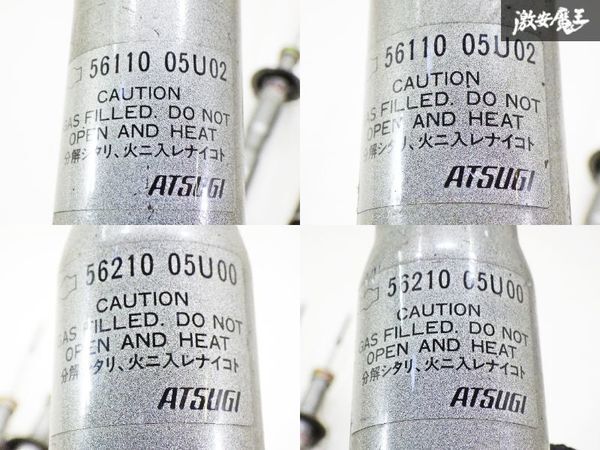 激安魔王
56110 05U02
CAUTION
GAS FILLED. DO NOT
OPEN AND HEAT
分解シタリ、火ニ入レナイコト
ATSUGI
56110 05U02
CAUTION
GAS FILLED. DO NOT
OPEN AND HEAT
分解シタリ、火ニ入レナイコト
ATSUGI
56210 05U00
CAUTION
GAS FILLED. DO NOT
OPEN AND HEAT
分解シタリ、火ニ入レナイコト
ATSUGI
56210 05U00
CAUTION
GAS FILLED. DO NOT
OPEN AND HEAT
分解シタリ、火ニ入レナイコト
ATSUGI